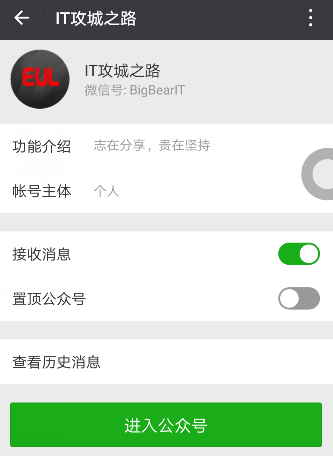 IT攻城之路
EUL
IT攻城之路
微信号: BigBearIT
功能介绍 志在分享，贵在坚持
帐号主体 个人
接收消息
置顶公众号
查看历史消息
进入公众号